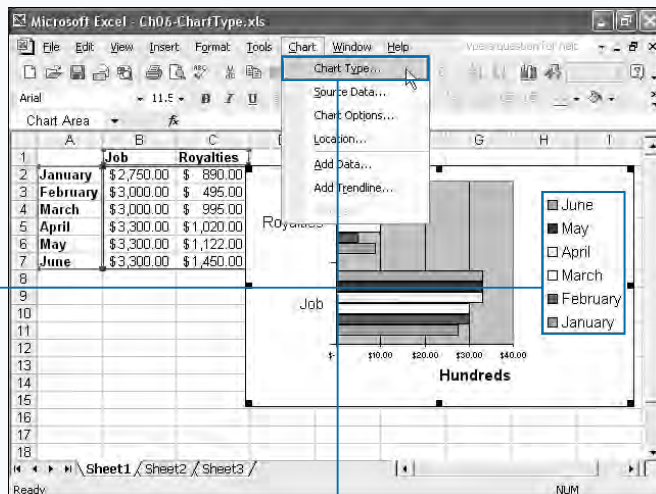 Microsoft Excel - Ch06-ChartType.xls
File Edit View Insert Format Tools Chart Window Help
Chart Type...
Arial 11.5 B I U
Source Data...
Chart Options...
Location...
Add Data...
Add Trendline...
Chart Area fx
A B C G H I
1 Job Royalties
2 January $2,750.00 $ 890.00
3 February $3,000.00 $ 495.00
4 March $3,000.00 $ 995.00
5 April $3,300.00 $1,020.00
6 May $3,300.00 $1,122.00
7 June $3,300.00 $1,450.00
8
9
10
11
12
13
14
15
16
17
18
Royalties
Job
$- $10.00 $20.00 $30.00 $40.00
Hundreds
June
May
April
March
February
January
Sheet1 Sheet2 Sheet3
Ready NUM